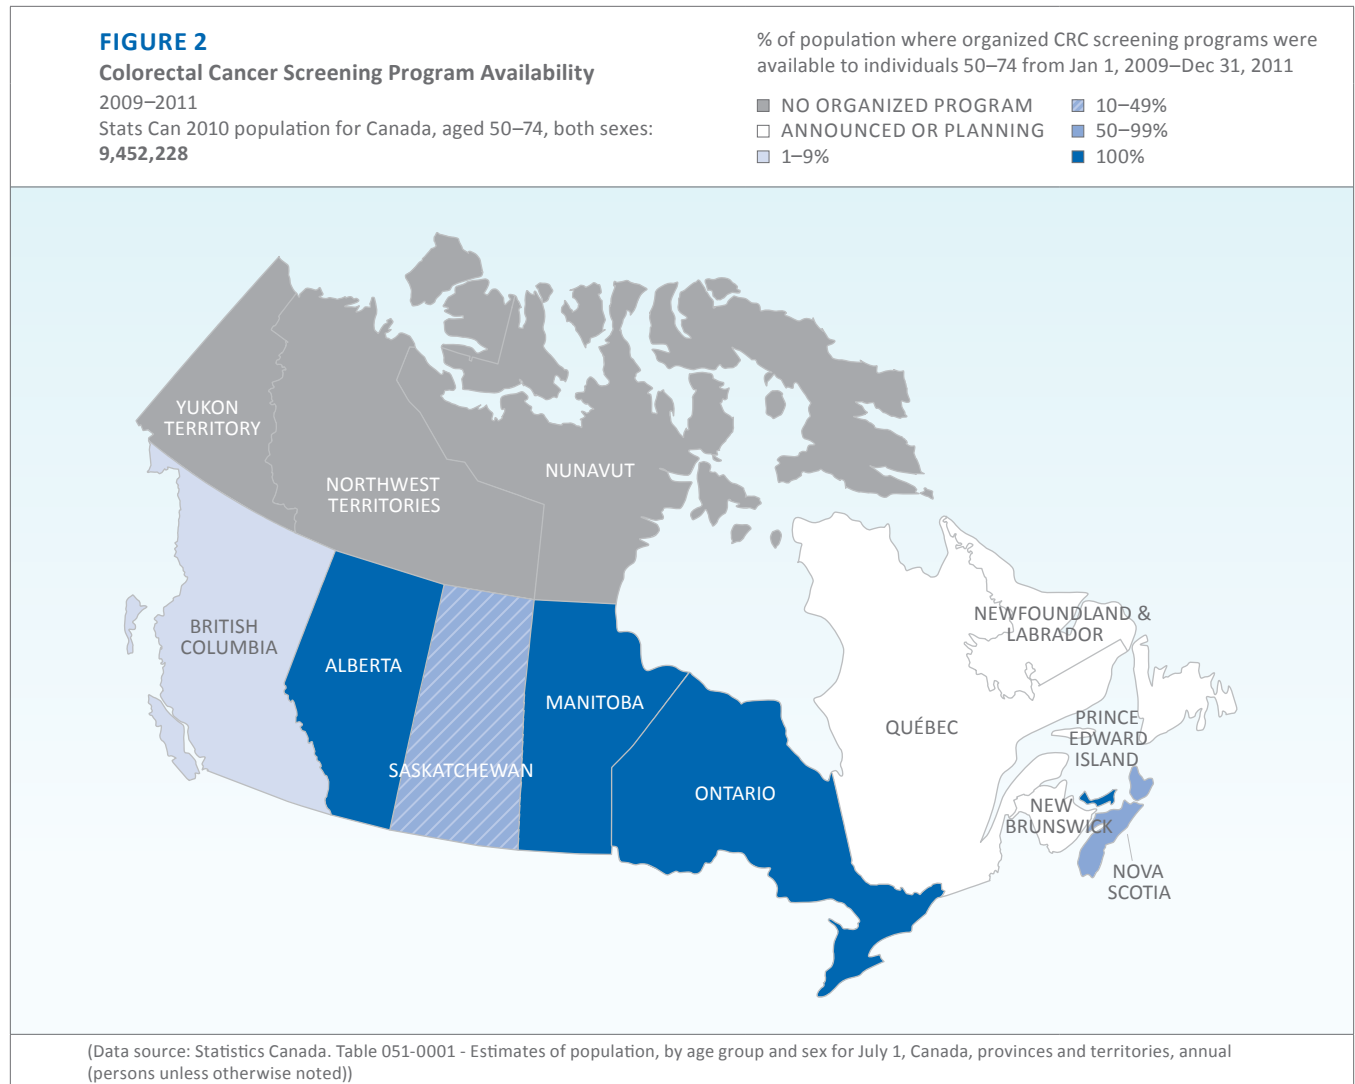 FIGURE 2
Colorectal Cancer Screening Program Availability
2009–2011
Stats Can 2010 population for Canada, aged 50–74, both sexes:
9,452,228
% of population where organized CRC screening programs were
available to individuals 50–74 from Jan 1, 2009–Dec 31, 2011
NO ORGANIZED PROGRAM
ANNOUNCED OR PLANNING
1–9%
10–49%
50–99%
100%
YUKON
TERRITORY
NORTHWEST
TERRITORIES
NUNAVUT
BRITISH
COLUMBIA
ALBERTA
SASKATCHEWAN
MANITOBA
ONTARIO
QUÉBEC
NEWFOUNDLAND &
LABRADOR
PRINCE
EDWARD
ISLAND
NEW
BRUNSWICK
NOVA
SCOTIA
(Data source: Statistics Canada. Table 051-0001 - Estimates of population, by age group and sex for July 1, Canada, provinces and territories, annual
(persons unless otherwise noted))